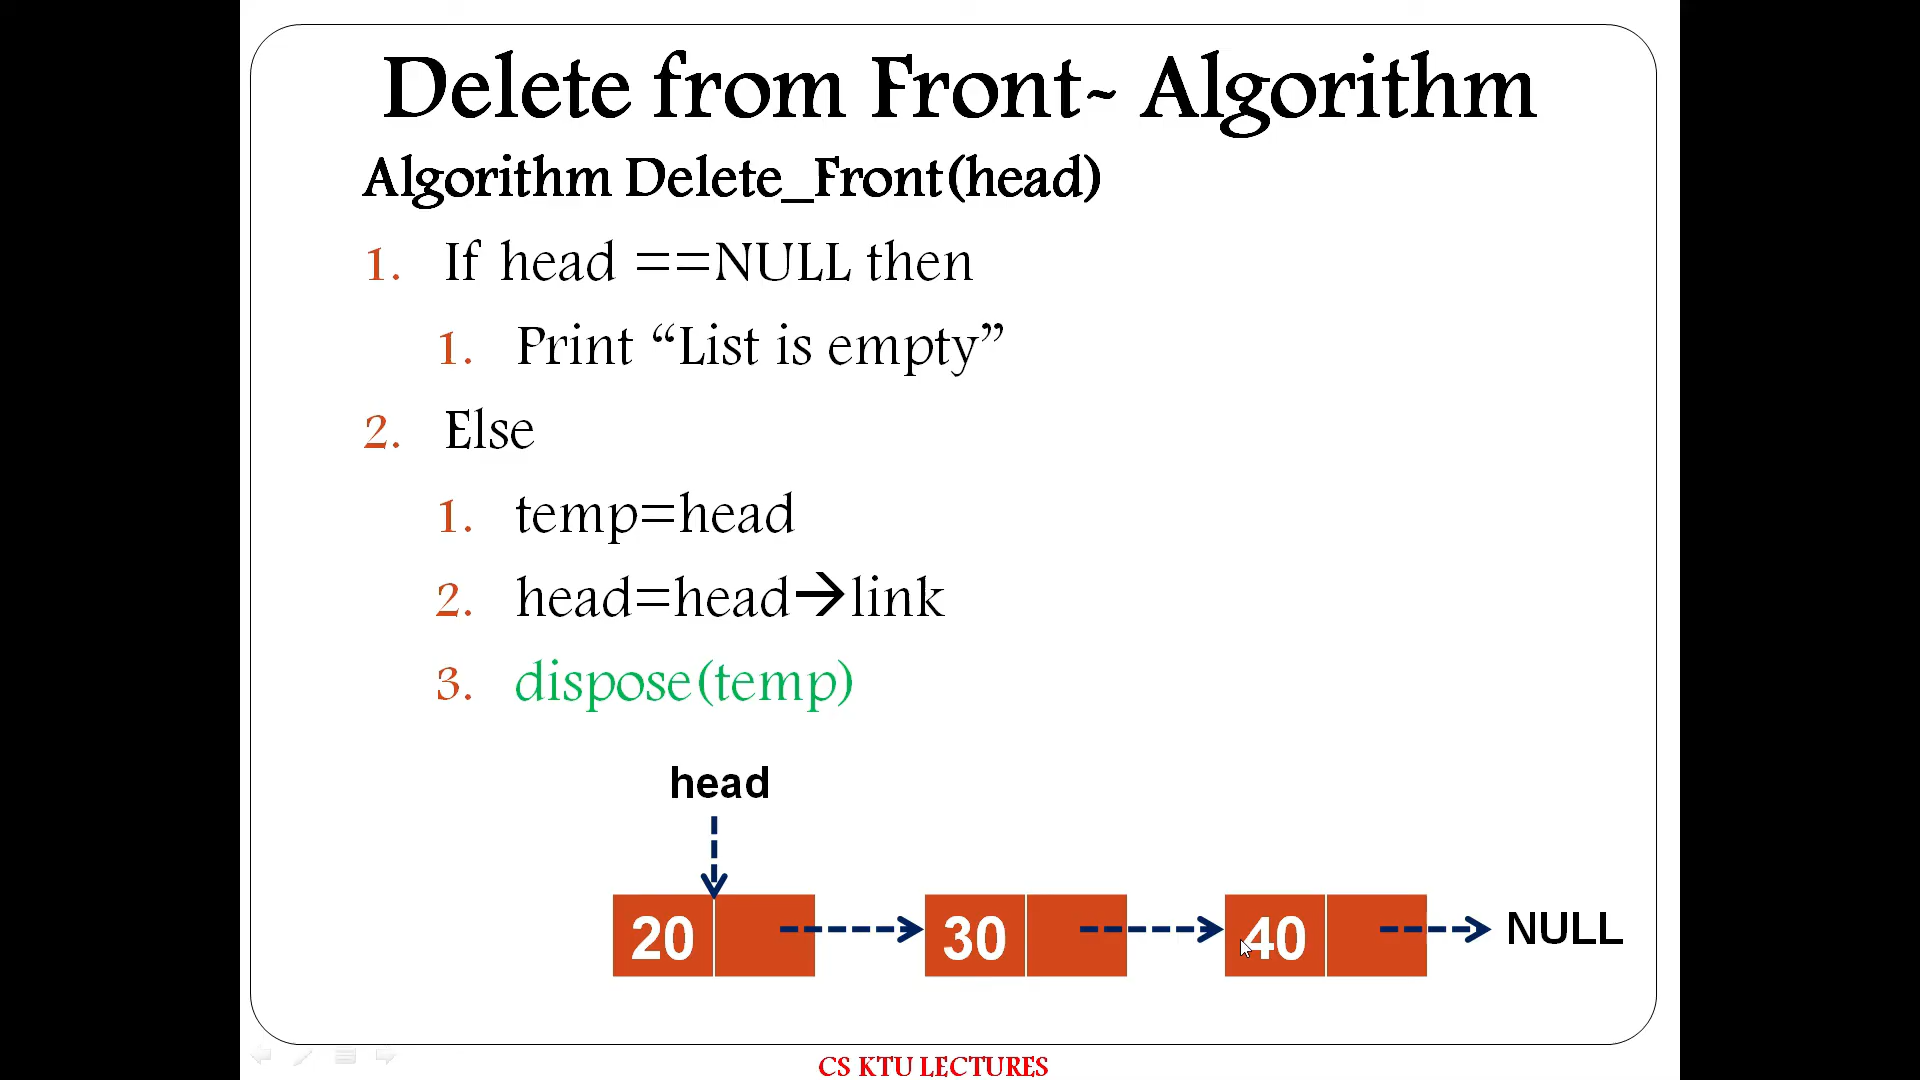 Delete from Front~ Algorithm
Algorithm Delete_Front(head)
1. If head ==NULL then
1. Print “List is empty”
2. Else
1. temp=head
2. head=head→link
3. dispose(temp)
head
20 30 40 NULL
CS KTU LECTURES